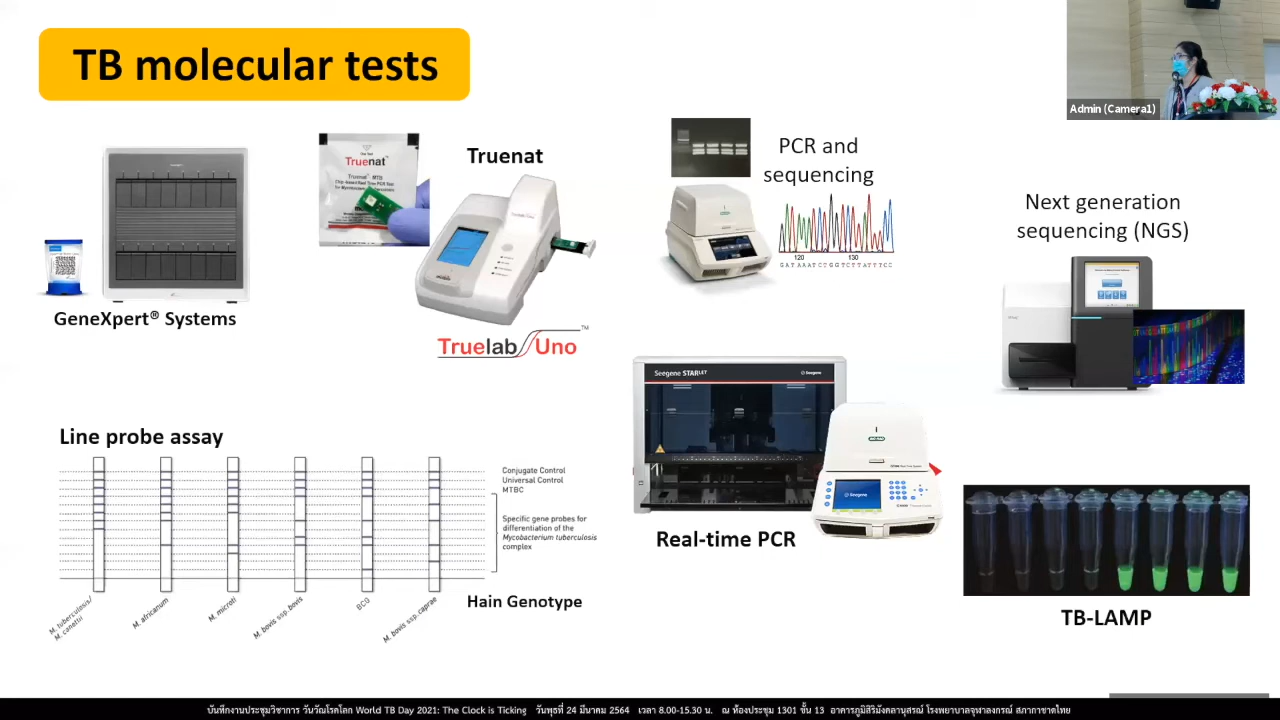 TB molecular tests
Admin (Camera1)
Truenat
Truenat
PCR and
sequencing
120 130
Next generation
sequencing (NGS)
GeneXpert® Systems
Truelab Uno™
Seegene STARLET
Seegene
Line probe assay
Conjugate Control
Universal Control
MTBC
Specific gene probes for
differentiation of the
Mycobacterium tuberculosis
complex
M. tuberculosis/
M. canettii
M. africanum
M. microti
M. bovis ssp. bovis
BCG
M. bovis ssp. caprae
Hain Genotype
Seegene
Real-time PCR
TB-LAMP
บันทึกงานประชุมวิชาการ วันวัณโรคโลก World TB Day 2021: The Clock is Ticking วันพุธที่ 24 มีนาคม 2564 เวลา 8.00-15.30 น. ณ ห้องประชุม 1301 ชั้น 13 อาคารภูมิสิริมังคลานุสรณ์ โรงพยาบาลจุฬาลงกรณ์ สภากาชาดไทย